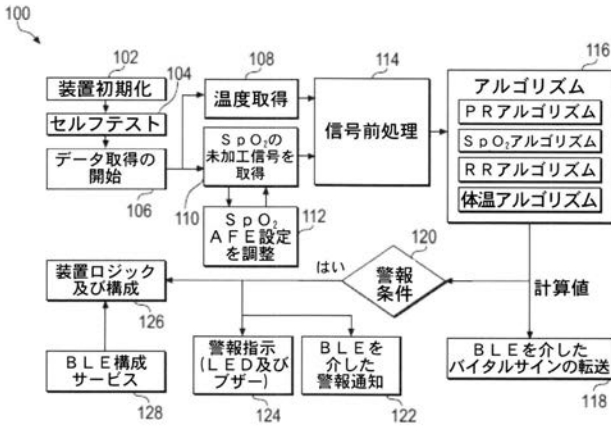 100
102
装置初期化
104
セルフテスト
データ取得の
開始
106
108
温度取得
SpO₂の
未加工信号を
取得
110
SpO₂
AFE設定
を調整
112
114
信号前処理
116
アルゴリズム
PRアルゴリズム
SpO₂アルゴリズム
RRアルゴリズム
体温アルゴリズム
計算値
BLEを介した
バイタルサインの転送
118
120
警報
条件
はい
装置ロジック
及び構成
126
BLE構成
サービス
128
警報指示
(LED及び
ブザー)
124
BLEを
介した
警報通知
122